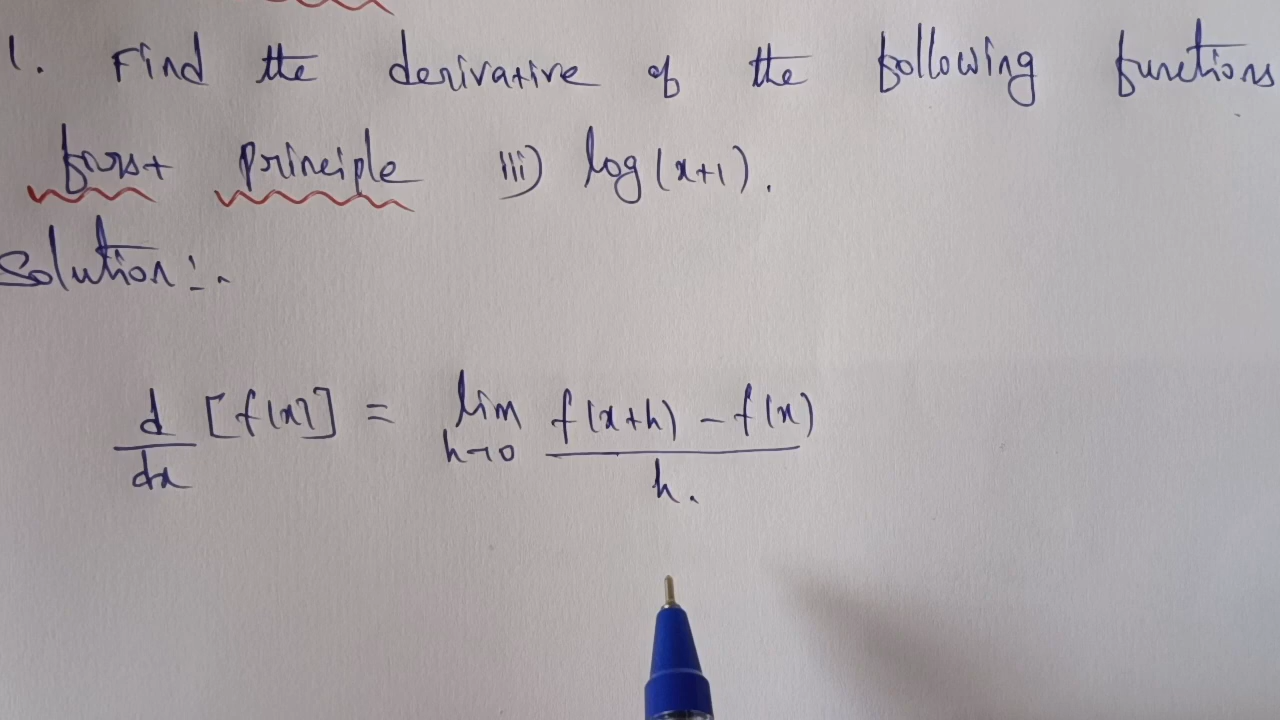 1. Find the derivative of the following functions
first principle iii) log(x+1).
Solution:-
d/dx [f(x)] = lim h→0 f(x+h) - f(x) / h.